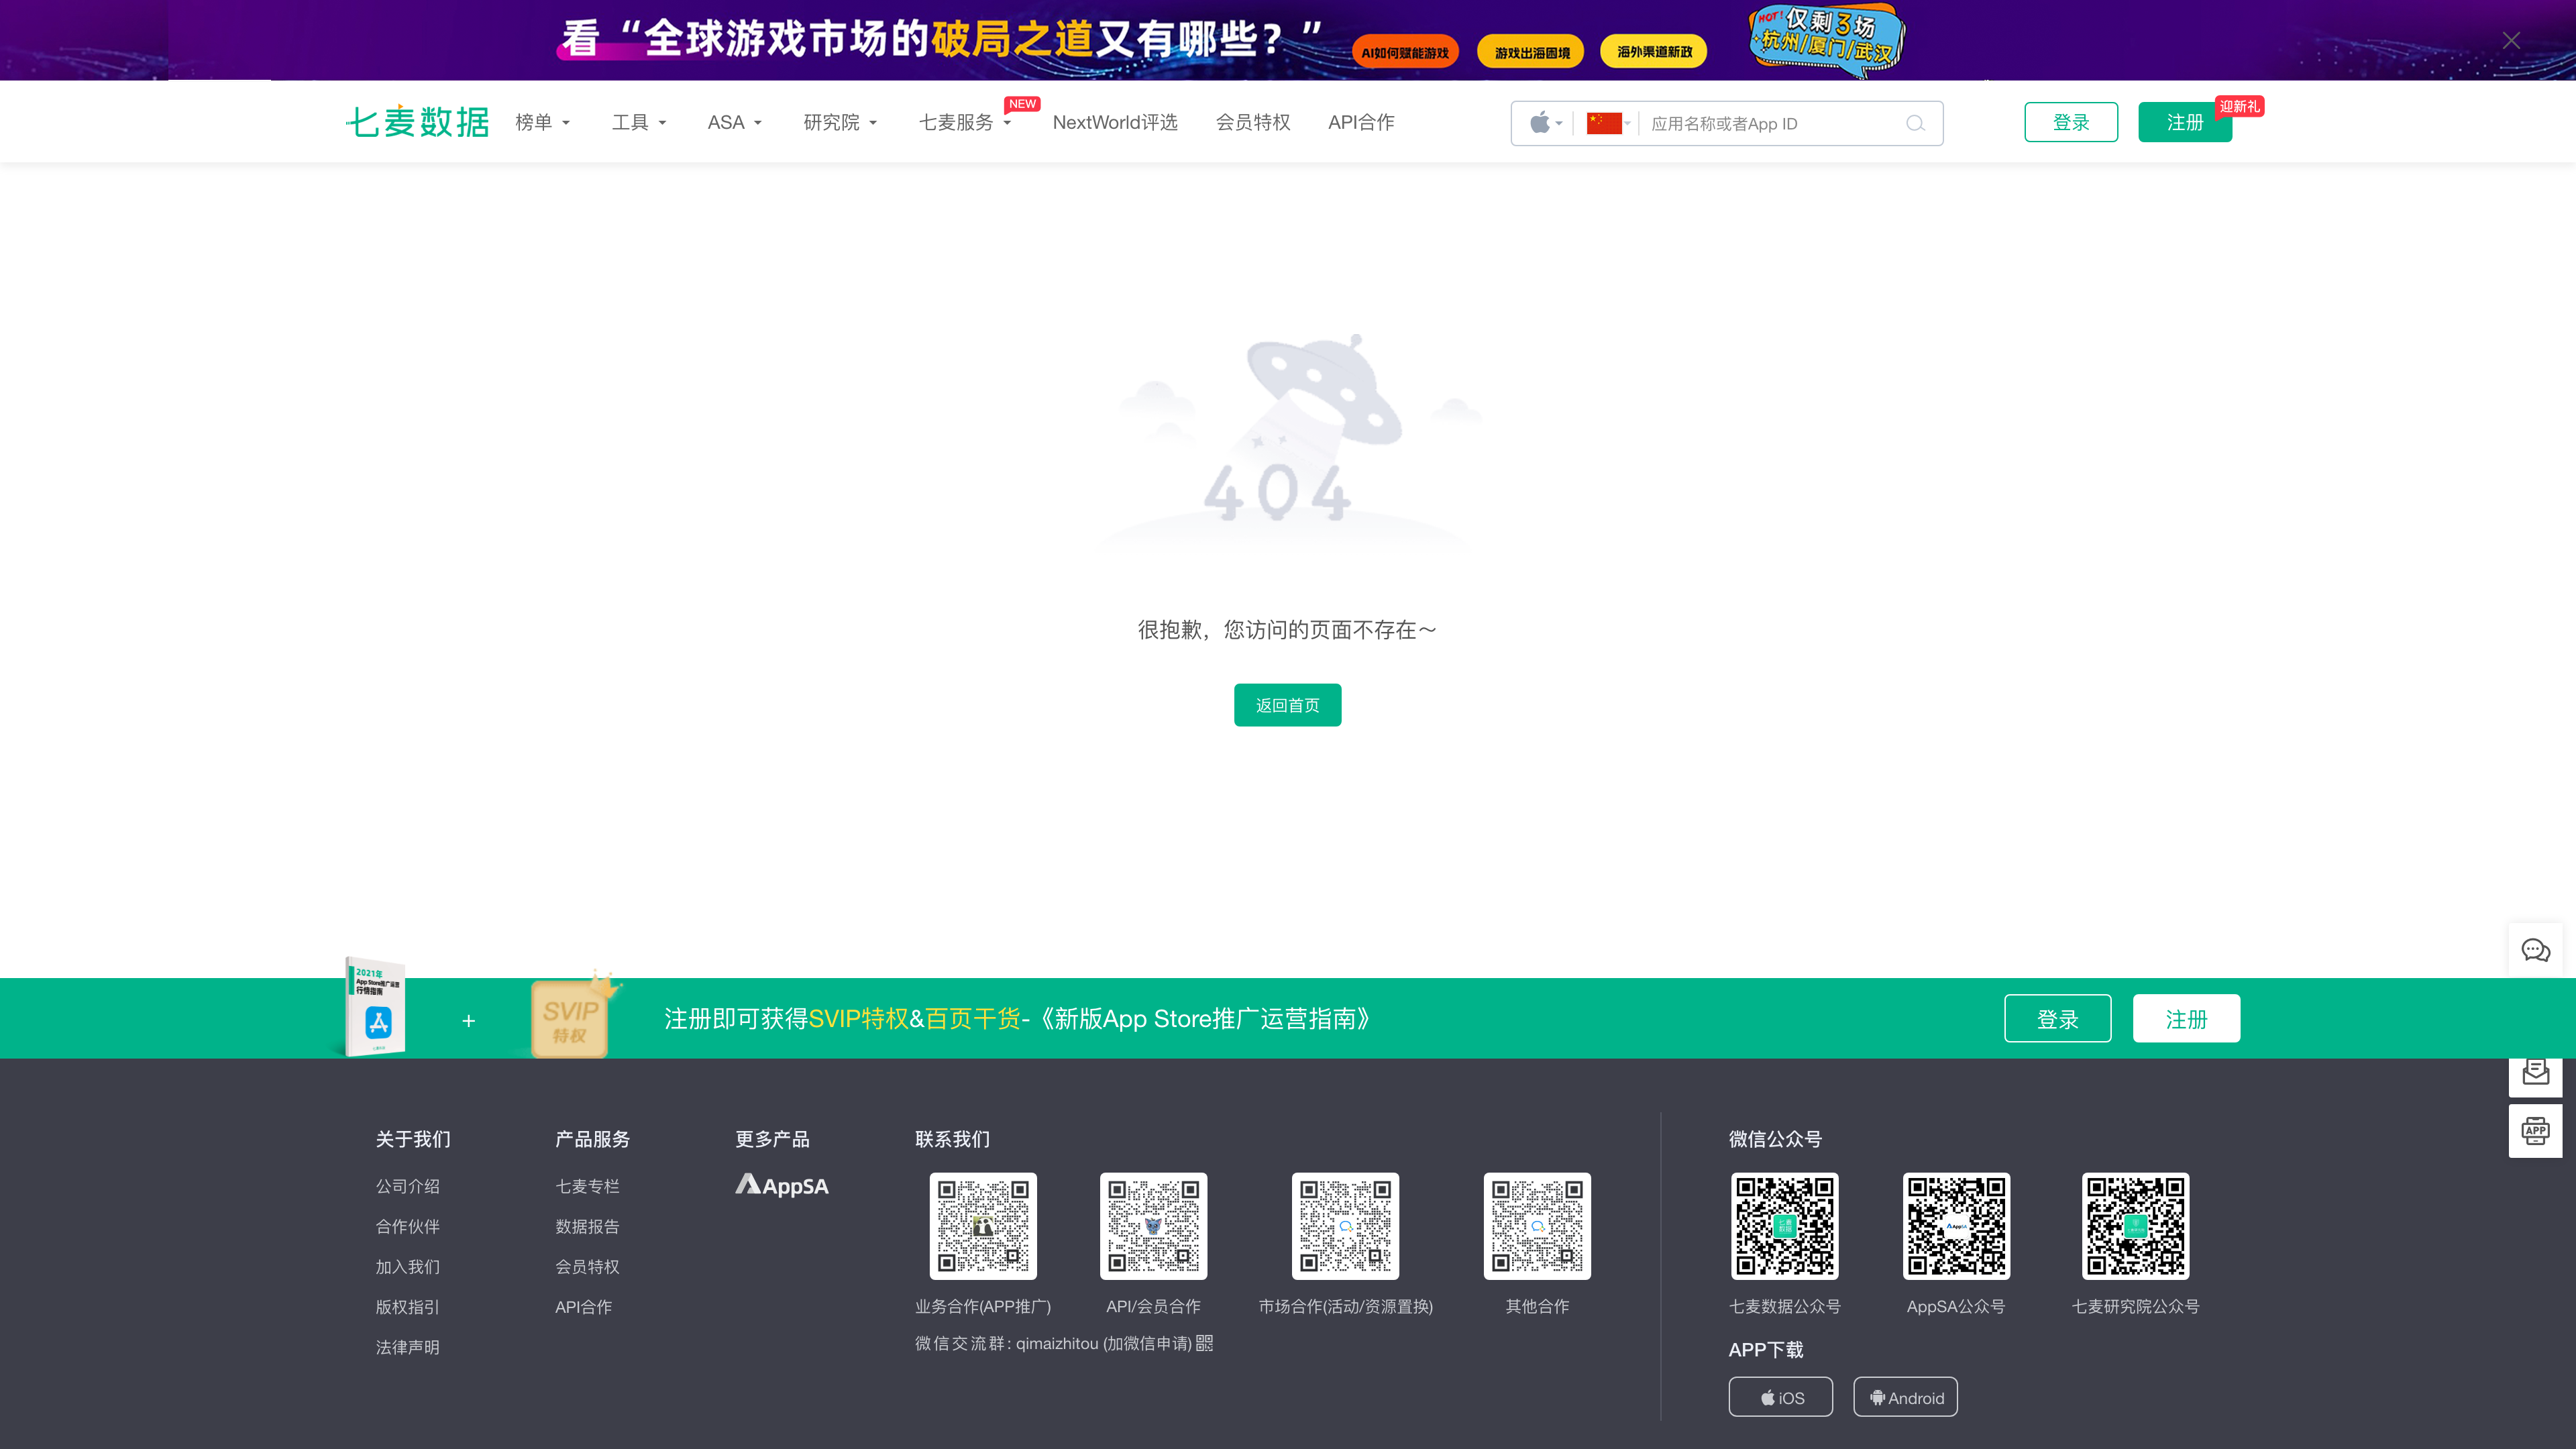 看“全球游戏市场的破局之道又有哪些？”
AI如何赋能游戏
游戏出海困境
海外渠道新政
HOT!
仅剩3场
杭州/厦门/武汉
七麦数据
榜单
工具
ASA
研究院
七麦服务
NEW
NextWorld评选
会员特权
API合作
应用名称或者App ID
登录
注册
迎新礼
404
很抱歉，您访问的页面不存在～
返回首页
2021年
App Store推广运营
行情指南
+
SVIP
特权
注册即可获得SVIP特权&百页干货-《新版App Store推广运营指南》
登录
注册
APP
关于我们
公司介绍
合作伙伴
加入我们
版权指引
法律声明
产品服务
七麦专栏
数据报告
会员特权
API合作
更多产品
AppSA
联系我们
业务合作(APP推广)
API/会员合作
市场合作(活动/资源置换)
其他合作
微信交流群: qimaizhitou (加微信申请)
微信公众号
七麦数据
AppSA
七麦数据公众号
AppSA公众号
七麦研究院公众号
APP下载
iOS
Android